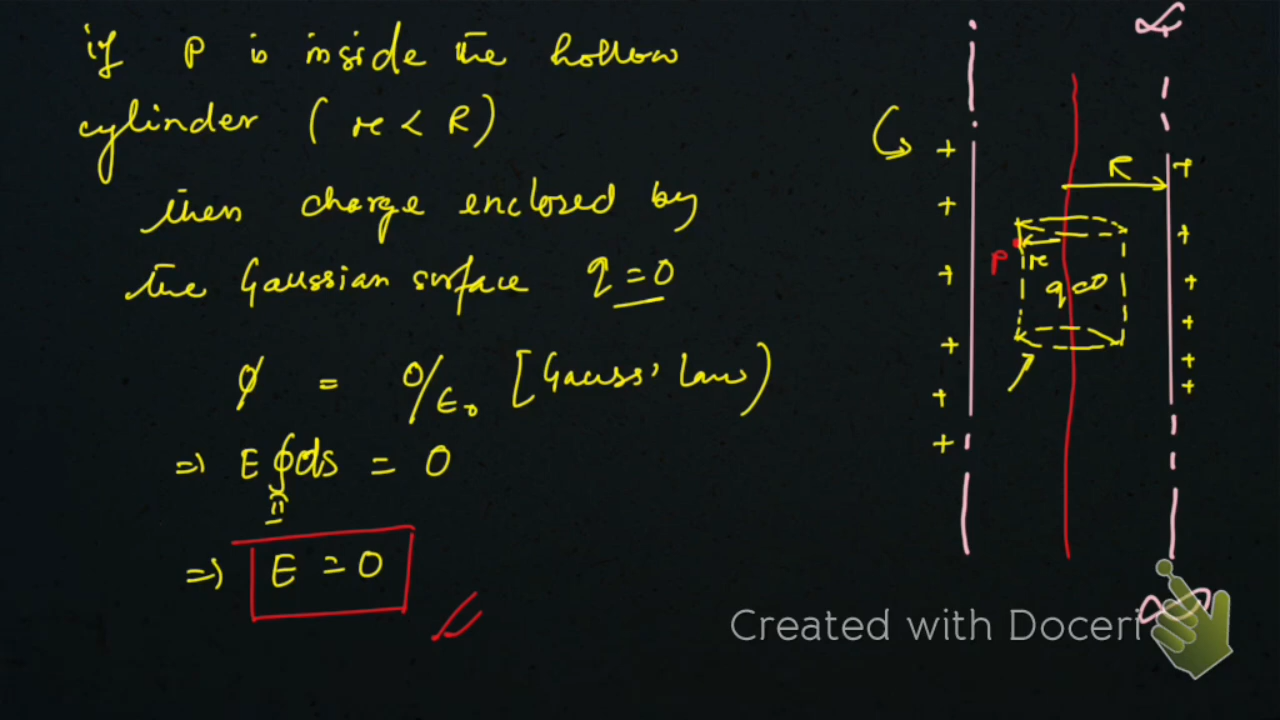 if P is inside the hollow
cylinder ( r < R )
then charge enclosed by
the Gaussian surface q = 0
φ = 0/ε₀ [Gauss' Law)
=> E ∮ds = 0
=> E = 0
∝
R
P
r
q=0
+ + + + + +
+ + + + + +
Created with Doceri